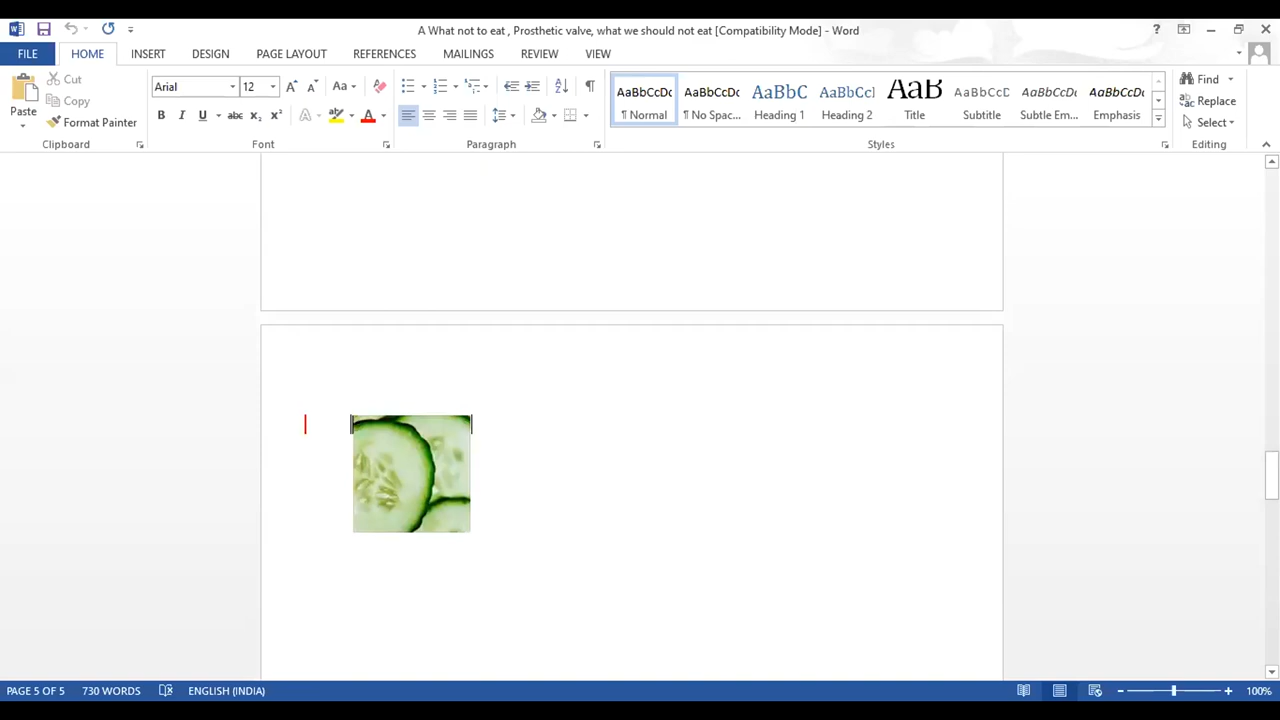 A What not to eat , Prosthetic valve, what we should not eat [Compatibility Mode] - Word
FILE HOME INSERT DESIGN PAGE LAYOUT REFERENCES MAILINGS REVIEW VIEW
Paste
Cut
Copy
Format Painter
Clipboard
Arial 12
Font
Paragraph
AaBbCcDc AaBbCcDc AaBbC AaBbCcI AaB AaBbCcD AaBbCcDc AaBbCcDc
¶ Normal ¶ No Spac... Heading 1 Heading 2 Title Subtitle Subtle Em... Emphasis
Styles
Find
Replace
Select
Editing
PAGE 5 OF 5 730 WORDS ENGLISH (INDIA) 100%